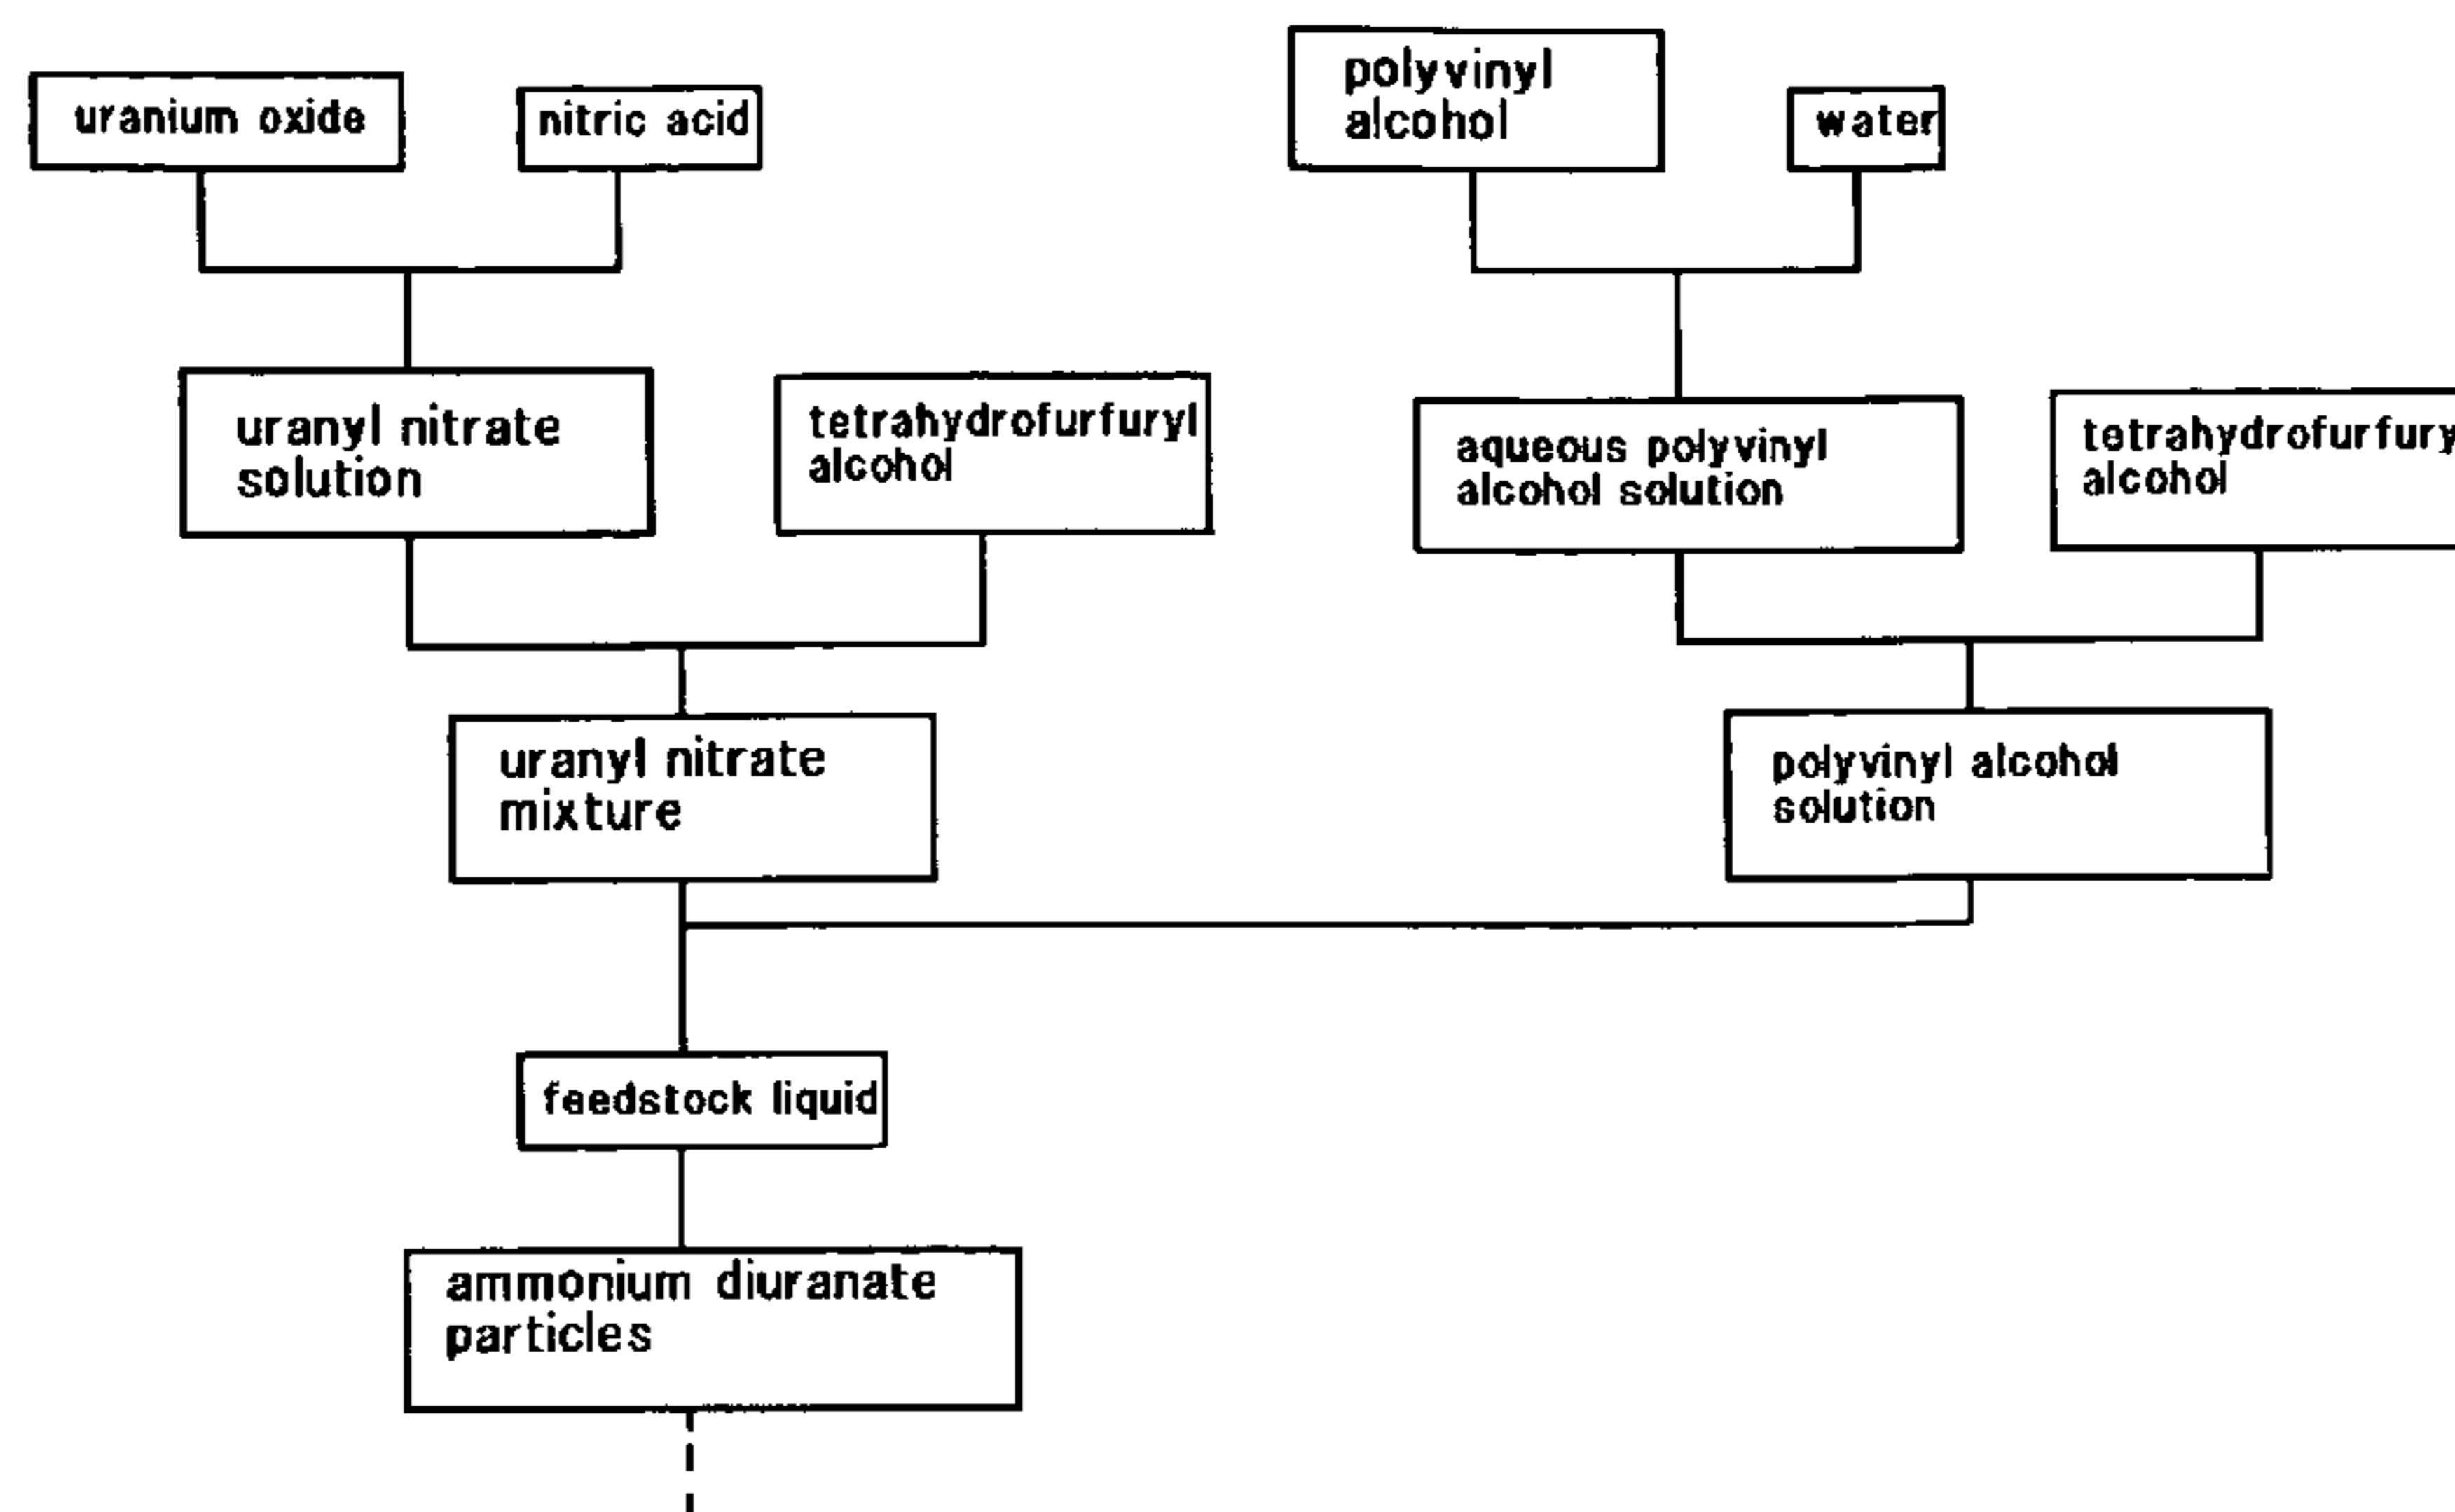 uranium oxide
nitric acid
polyvinyl
alcohol
water
uranyl nitrate
solution
tetrahydrofurfuryl
alcohol
aqueous polyvinyl
alcohol solution
tetrahydrofurfury
alcohol
uranyl nitrate
mixture
polyvinyl alcohol
solution
feedstock liquid
ammonium diuranate
particles